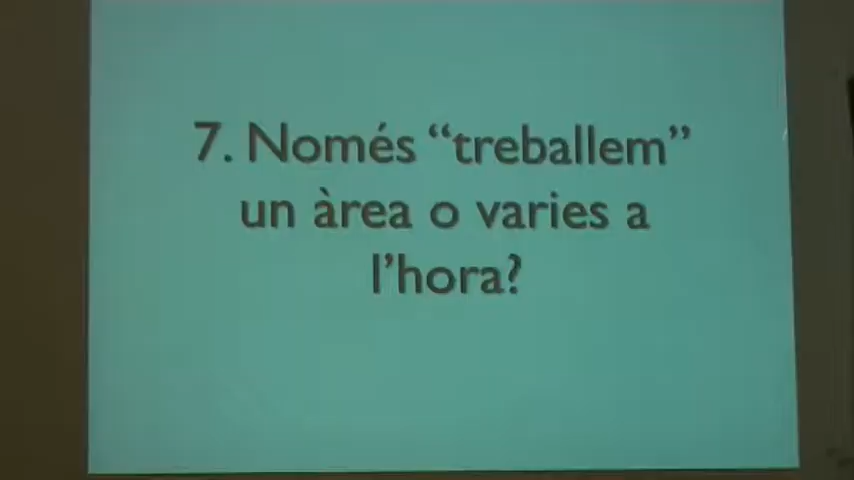 7. Només “treballem”
un àrea o varies a
l’hora?